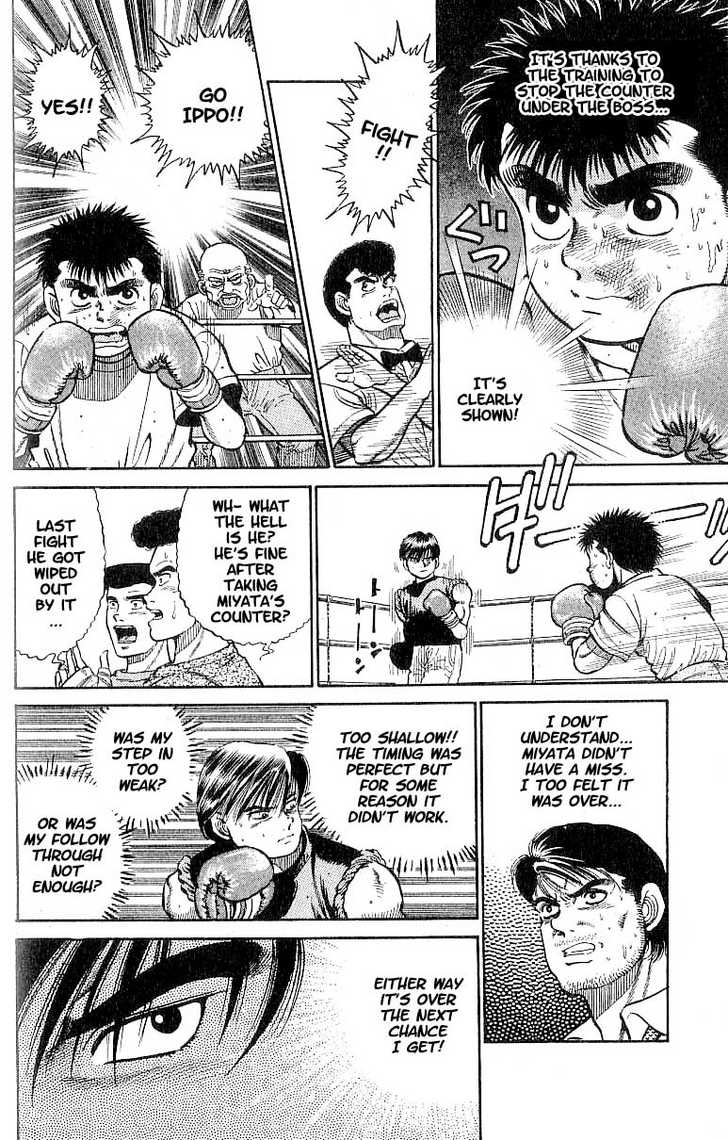 IT'S THANKS TO
THE TRAINING TO
STOP THE COUNTER
UNDER THE BOSS...
IT'S
CLEARLY
SHOWN!
ぐっ
FIGHT
!!
GO
IPPO!!
YES!!
ザ!
WH- WHAT
THE HELL
IS HE?
HE'S FINE
AFTER
TAKING
MIYATA'S
COUNTER?
LAST
FIGHT
HE GOT
WIPED
OUT
BY IT
...
I DON'T
UNDERSTAND...
MIYATA DIDN'T
HAVE A MISS.
I TOO FELT IT
WAS OVER...
TOO SHALLOW!!
THE TIMING WAS
PERFECT BUT
FOR SOME
REASON IT
DIDN'T WORK.
WAS MY
STEP IN
TOO
WEAK?
OR WAS
MY FOLLOW
THROUGH
NOT
ENOUGH?
EITHER WAY
IT'S OVER
THE NEXT
CHANCE
I GET!